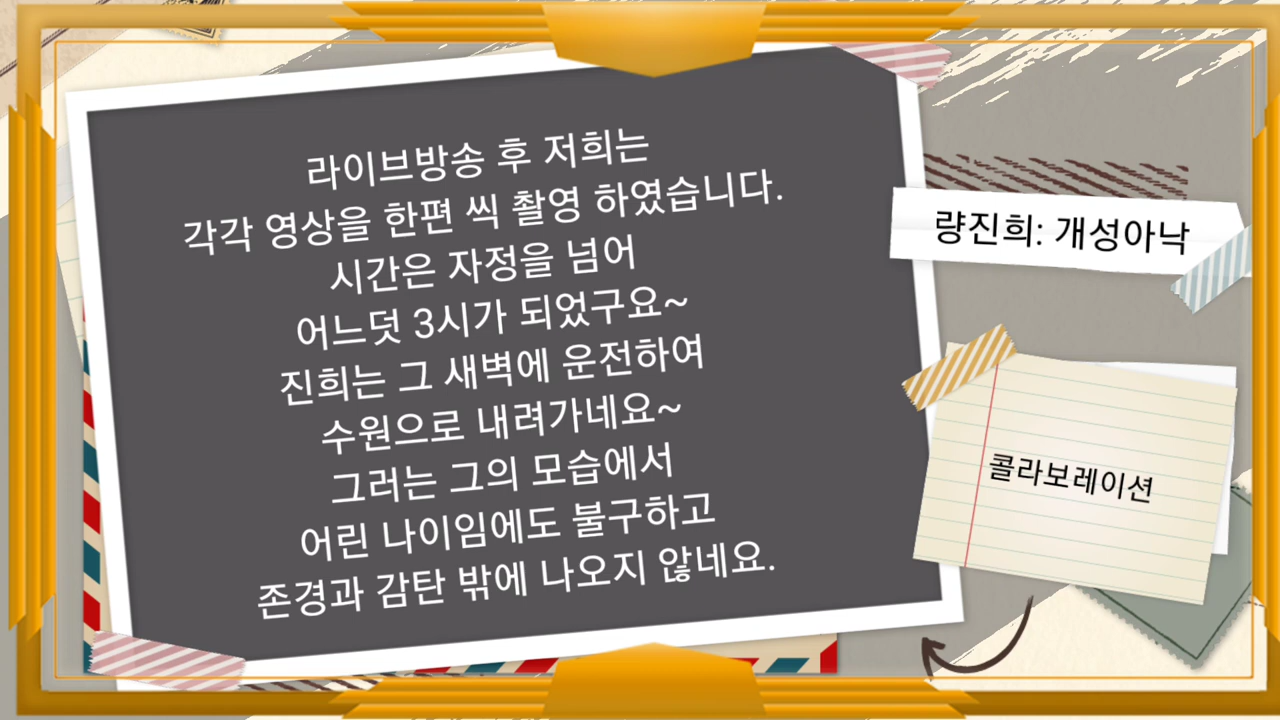 라이브방송 후 저희는
각각 영상을 한편 씩 촬영 하였습니다.
시간은 자정을 넘어
어느덧 3시가 되었구요~
진희는 그 새벽에 운전하여
수원으로 내려가네요~
그러는 그의 모습에서
어린 나이임에도 불구하고
존경과 감탄 밖에 나오지 않네요.
량진희: 개성아낙
콜라보레이션